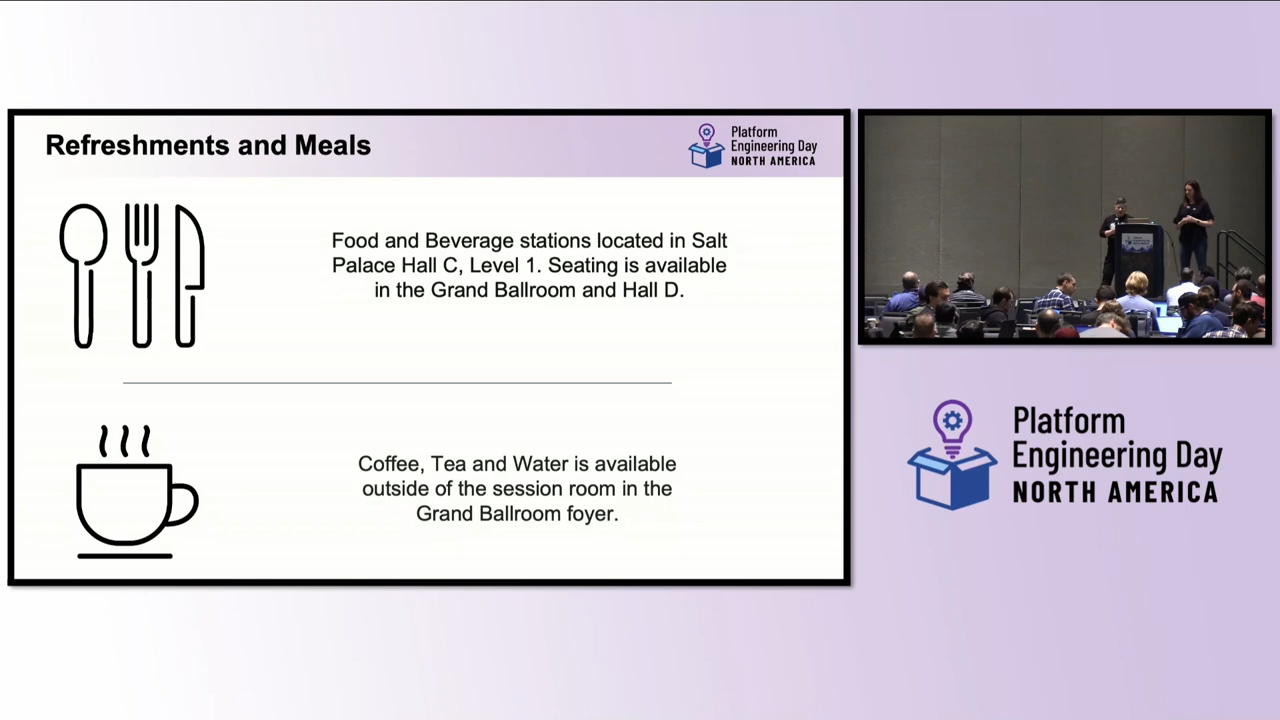 Refreshments and Meals
Platform
Engineering Day
NORTH AMERICA
Food and Beverage stations located in Salt
Palace Hall C, Level 1. Seating is available
in the Grand Ballroom and Hall D.
Coffee, Tea and Water is available
outside of the session room in the
Grand Ballroom foyer.
Platform
Engineering Day
NORTH AMERICA